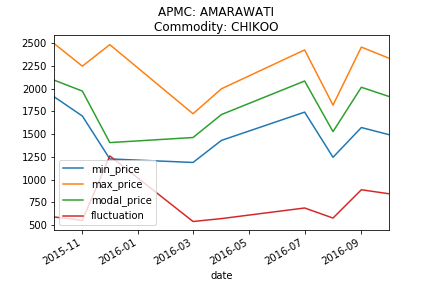 APMC: AMARAWATI
Commodity: CHIKOO
2500
2250
2000
1750
1500
1250
1000
750
500
min_price
max_price
modal_price
fluctuation
2015-11
2016-01
2016-03
2016-05
2016-07
2016-09
date